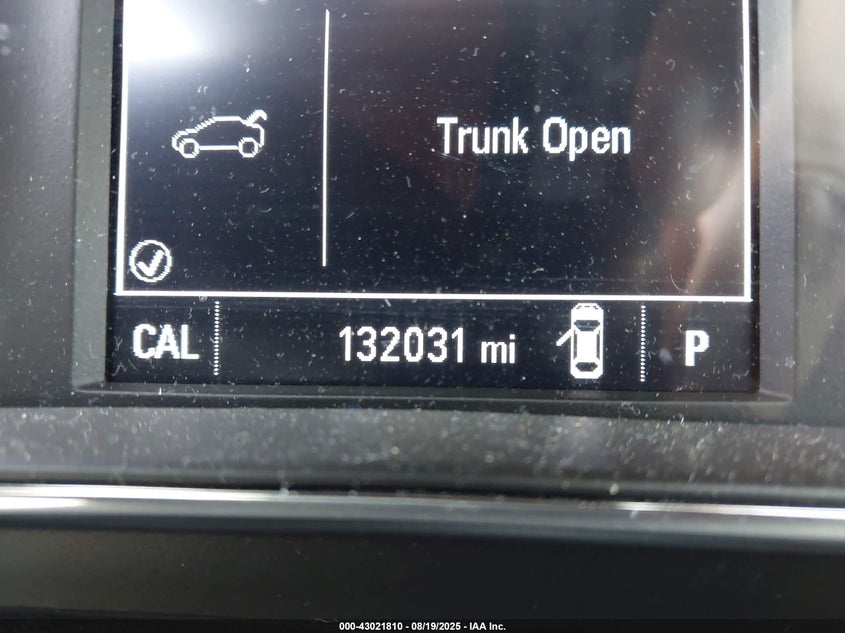 Trunk Open
CAL 132031 mi P
000-43021810 - 08/19/2025 - IAA Inc.